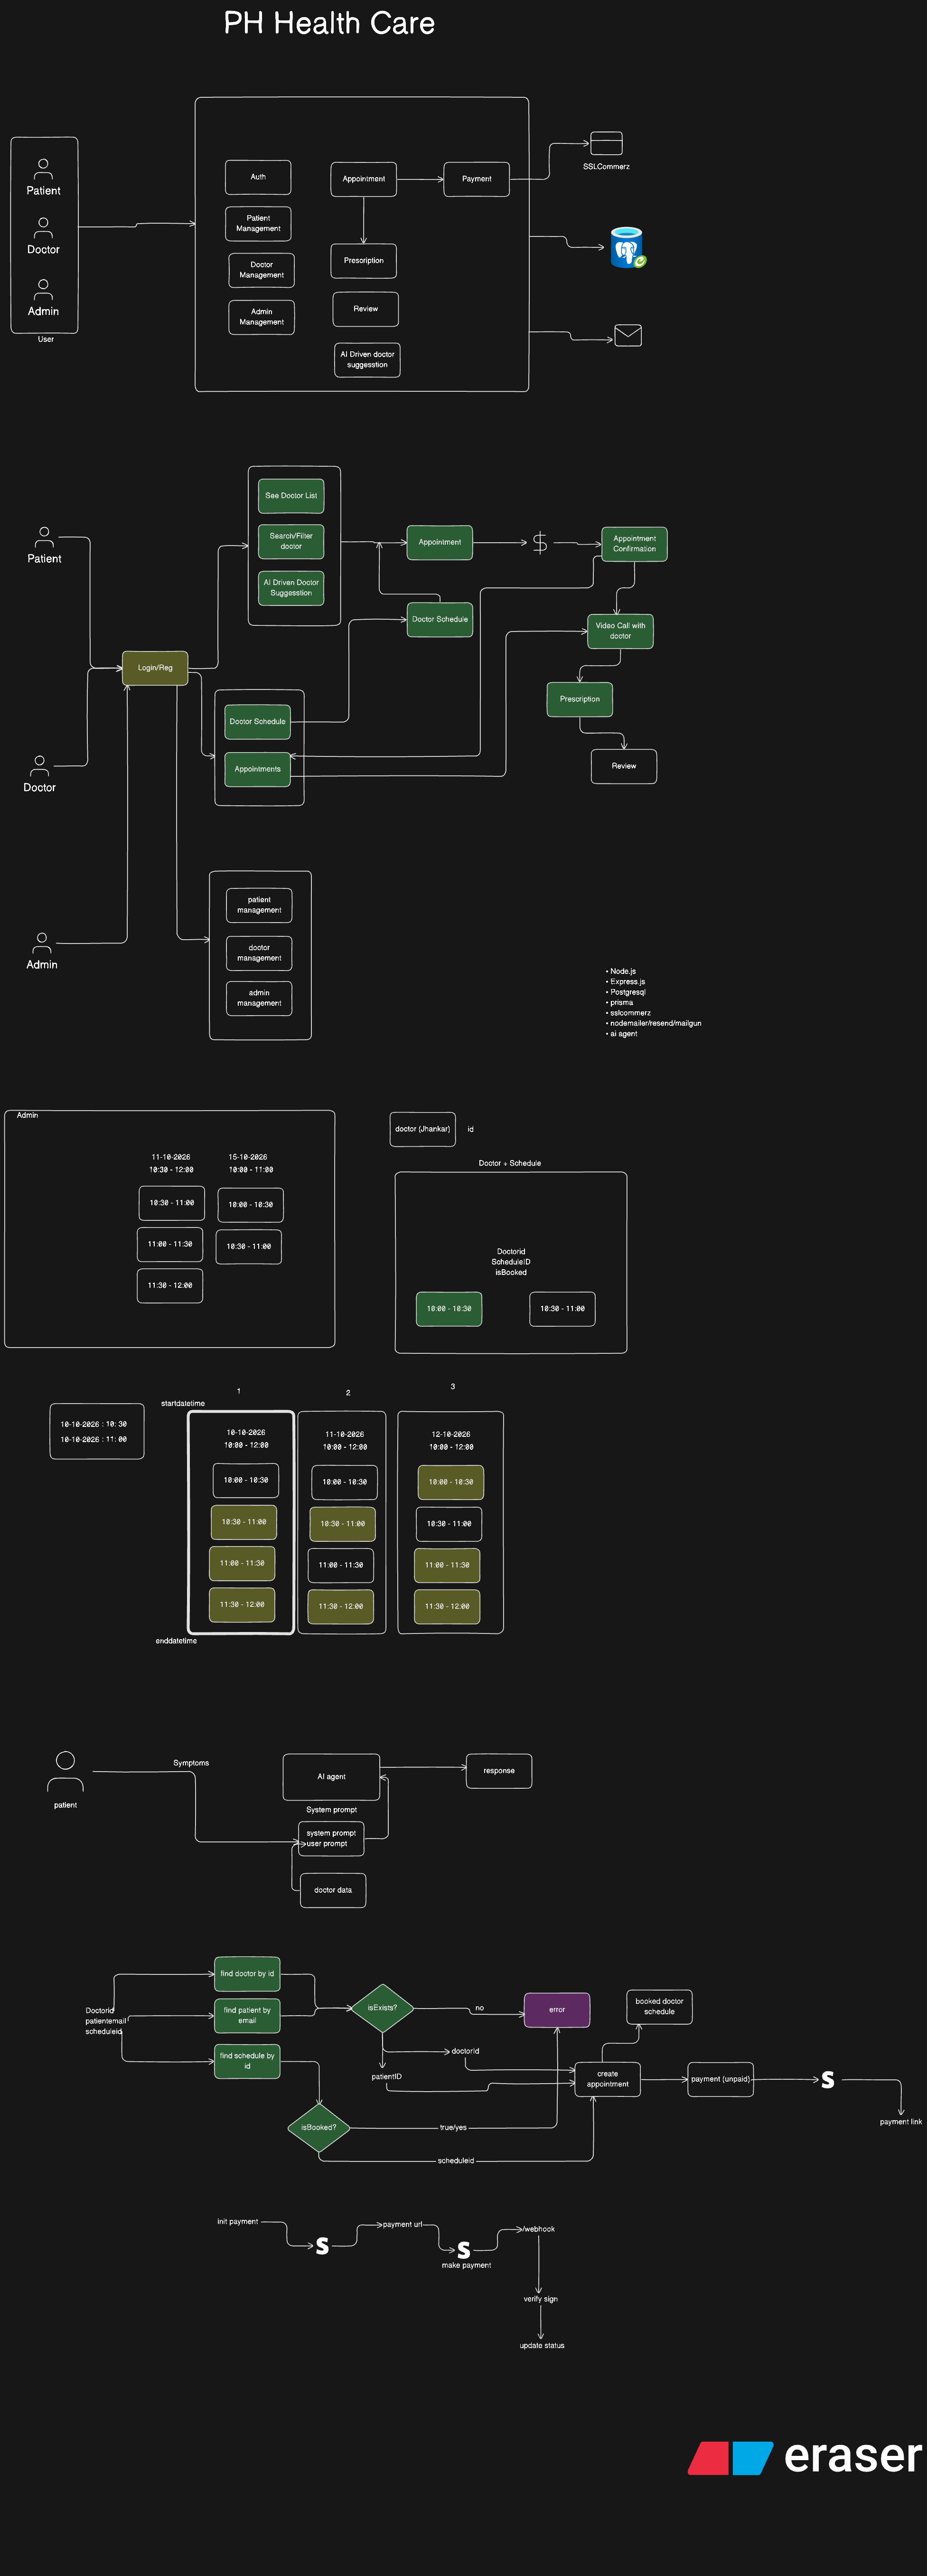 PH Health Care
Patient
Doctor
Admin
User
Auth
Patient
Management
Doctor
Management
Admin
Management
Appointment
Payment
Prescription
Review
AI Driven doctor
suggesstion
SSLCommerz
Patient
Doctor
Admin
Login/Reg
See Doctor List
Search/Filter
doctor
AI Driven Doctor
Suggesstion
Appointment
$
Appointment
Confirmation
Doctor Schedule
Video Call with
doctor
Prescription
Review
Doctor Schedule
Appointments
patient
management
doctor
management
admin
management
• Node.js
• Express.js
• Postgresql
• prisma
• sslcommerz
• nodemailer/resend/mailgun
• ai agent
Admin
11-10-2026
10:30 - 12:00
10:30 - 11:00
11:00 - 11:30
11:30 - 12:00
15-10-2026
10:00 - 11:00
10:00 - 10:30
10:30 - 11:00
doctor (Jhankar)
id
Doctor + Schedule
Doctorid
ScheduleID
isBooked
10:00 - 10:30
10:30 - 11:00
10-10-2026 : 10: 30
10-10-2026 : 11: 00
startdatetime
1
10-10-2026
10:00 - 12:00
10:00 - 10:30
10:30 - 11:00
11:00 - 11:30
11:30 - 12:00
enddatetime
2
11-10-2026
10:00 - 12:00
10:00 - 10:30
10:30 - 11:00
11:00 - 11:30
11:30 - 12:00
3
12-10-2026
10:00 - 12:00
10:00 - 10:30
10:30 - 11:00
11:00 - 11:30
11:30 - 12:00
patient
Symptoms
AI agent
System prompt
response
system prompt
user prompt
doctor data
Doctorid
patientemail
scheduleid
find doctor by id
find patient by
email
find schedule by
id
isExists?
no
error
doctorId
patientID
isBooked?
true/yes
scheduleid
create
appointment
booked doctor
schedule
payment (unpaid)
S
payment link
init payment
S
payment url
S
make payment
/webhook
verify sign
update status
eraser